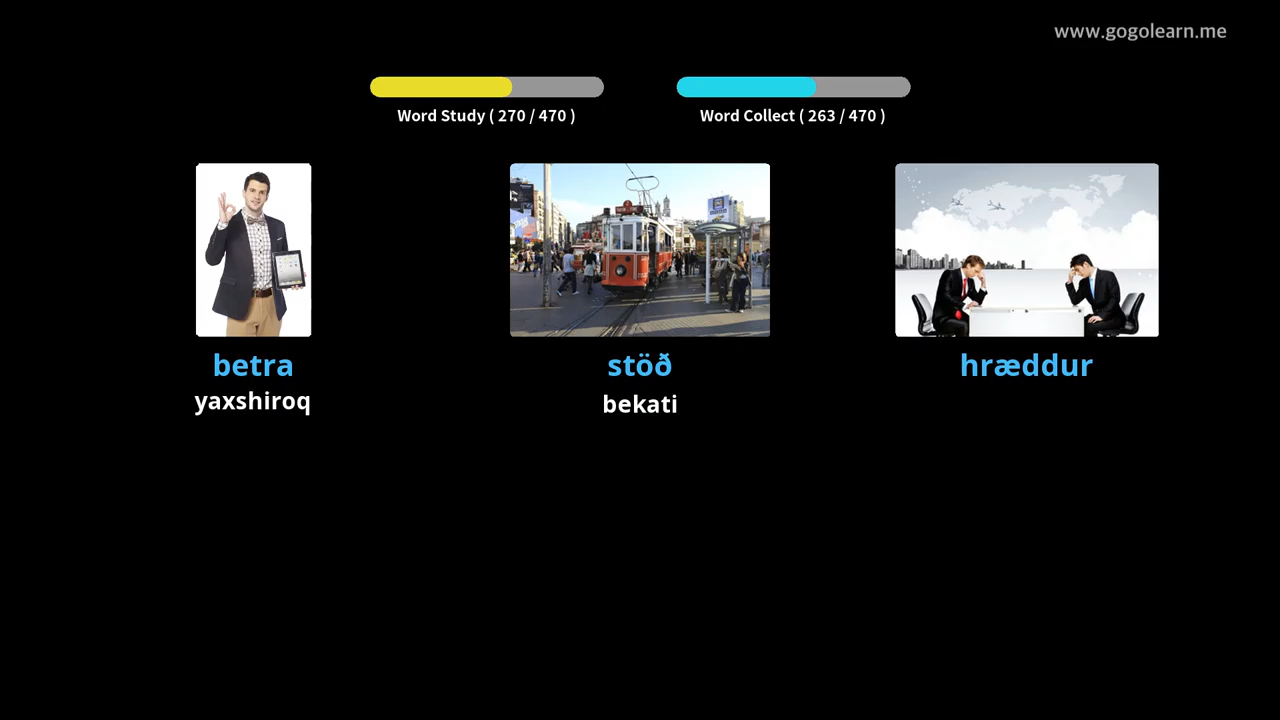 www.gogolearn.me
Word Study ( 270 / 470 )
Word Collect ( 263 / 470 )
betra
yaxshiroq
stöð
bekati
hræddur